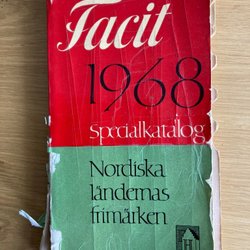 Facit
1968
Specialkatalog
Nordiska
ländernas
frimärken
H